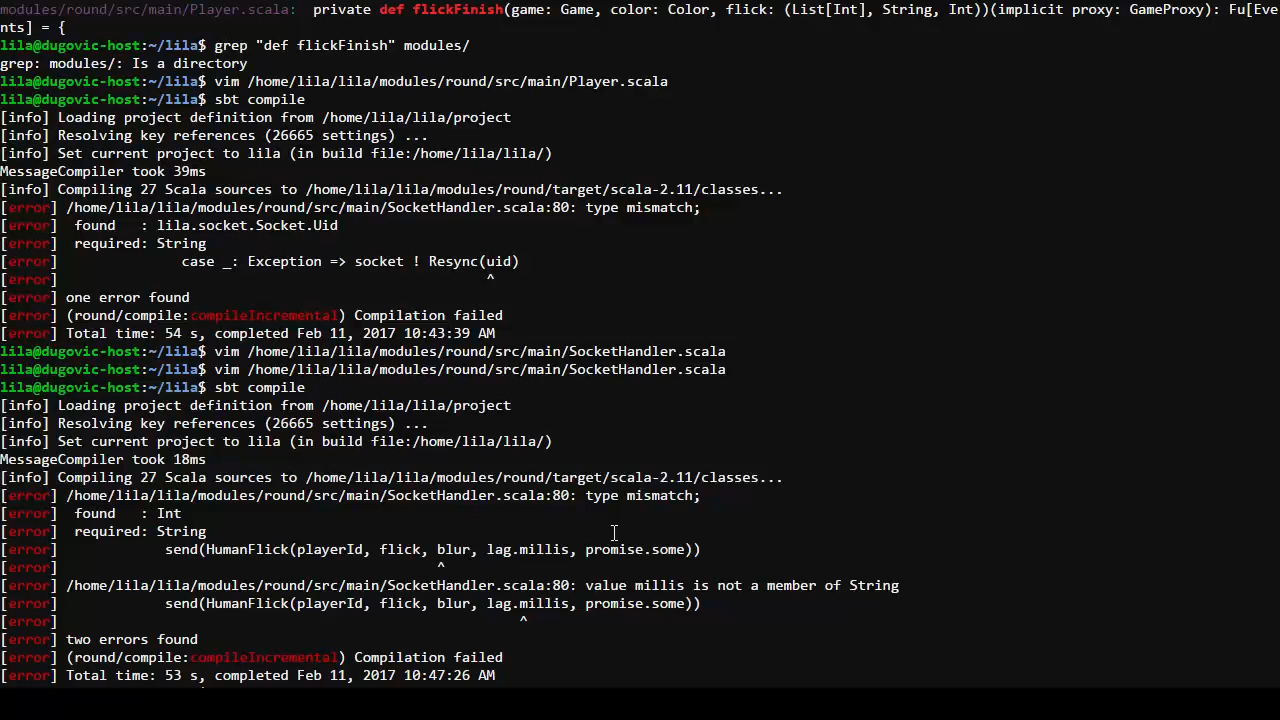 modules/round/src/main/Player.scala:  private def flickFinish(game: Game, color: Color, flick: (List[Int], String, Int))(implicit proxy: GameProxy): Fu[Eve
nts] = {
lila@dugovic-host:~/lila$ grep "def flickFinish" modules/
grep: modules/: Is a directory
lila@dugovic-host:~/lila$ vim /home/lila/lila/modules/round/src/main/Player.scala
lila@dugovic-host:~/lila$ sbt compile
[info] Loading project definition from /home/lila/lila/project
[info] Resolving key references (26665 settings) ...
[info] Set current project to lila (in build file:/home/lila/lila/)
MessageCompiler took 39ms
[info] Compiling 27 Scala sources to /home/lila/lila/modules/round/target/scala-2.11/classes...
[error] /home/lila/lila/modules/round/src/main/SocketHandler.scala:80: type mismatch;
[error]  found   : lila.socket.Socket.Uid
[error]  required: String
[error]               case _: Exception => socket ! Resync(uid)
[error]                                                    ^
[error] one error found
[error] (round/compile:compileIncremental) Compilation failed
[error] Total time: 54 s, completed Feb 11, 2017 10:43:39 AM
lila@dugovic-host:~/lila$ vim /home/lila/lila/modules/round/src/main/SocketHandler.scala
lila@dugovic-host:~/lila$ vim /home/lila/lila/modules/round/src/main/SocketHandler.scala
lila@dugovic-host:~/lila$ sbt compile
[info] Loading project definition from /home/lila/lila/project
[info] Resolving key references (26665 settings) ...
[info] Set current project to lila (in build file:/home/lila/lila/)
MessageCompiler took 18ms
[info] Compiling 27 Scala sources to /home/lila/lila/modules/round/target/scala-2.11/classes...
[error] /home/lila/lila/modules/round/src/main/SocketHandler.scala:80: type mismatch;
[error]  found   : Int
[error]  required: String
[error]             send(HumanFlick(playerId, flick, blur, lag.millis, promise.some))
[error]                                              ^
[error] /home/lila/lila/modules/round/src/main/SocketHandler.scala:80: value millis is not a member of String
[error]             send(HumanFlick(playerId, flick, blur, lag.millis, promise.some))
[error]                                                        ^
[error] two errors found
[error] (round/compile:compileIncremental) Compilation failed
[error] Total time: 53 s, completed Feb 11, 2017 10:47:26 AM